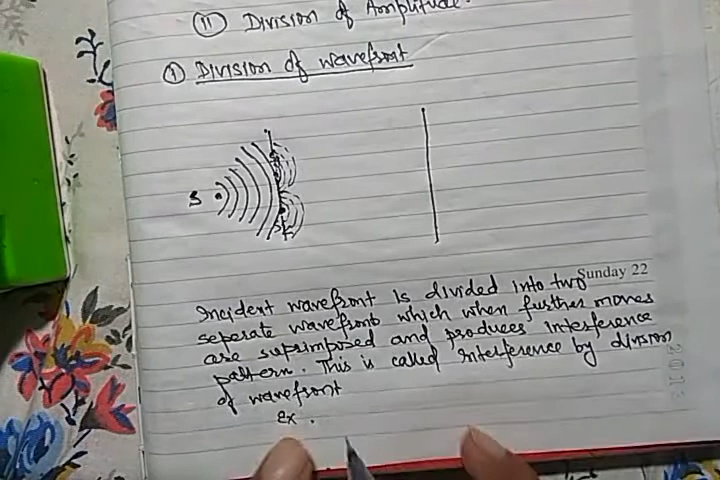 (II) Division of Amplitude.
(I) Division of wavefront
S
Sunday 22
Incident wavefront is divided into two
seperate wavefronts which when further moves
are suprimposed and produces interference
pattern. This is called interference by division
of wavefront
Ex.